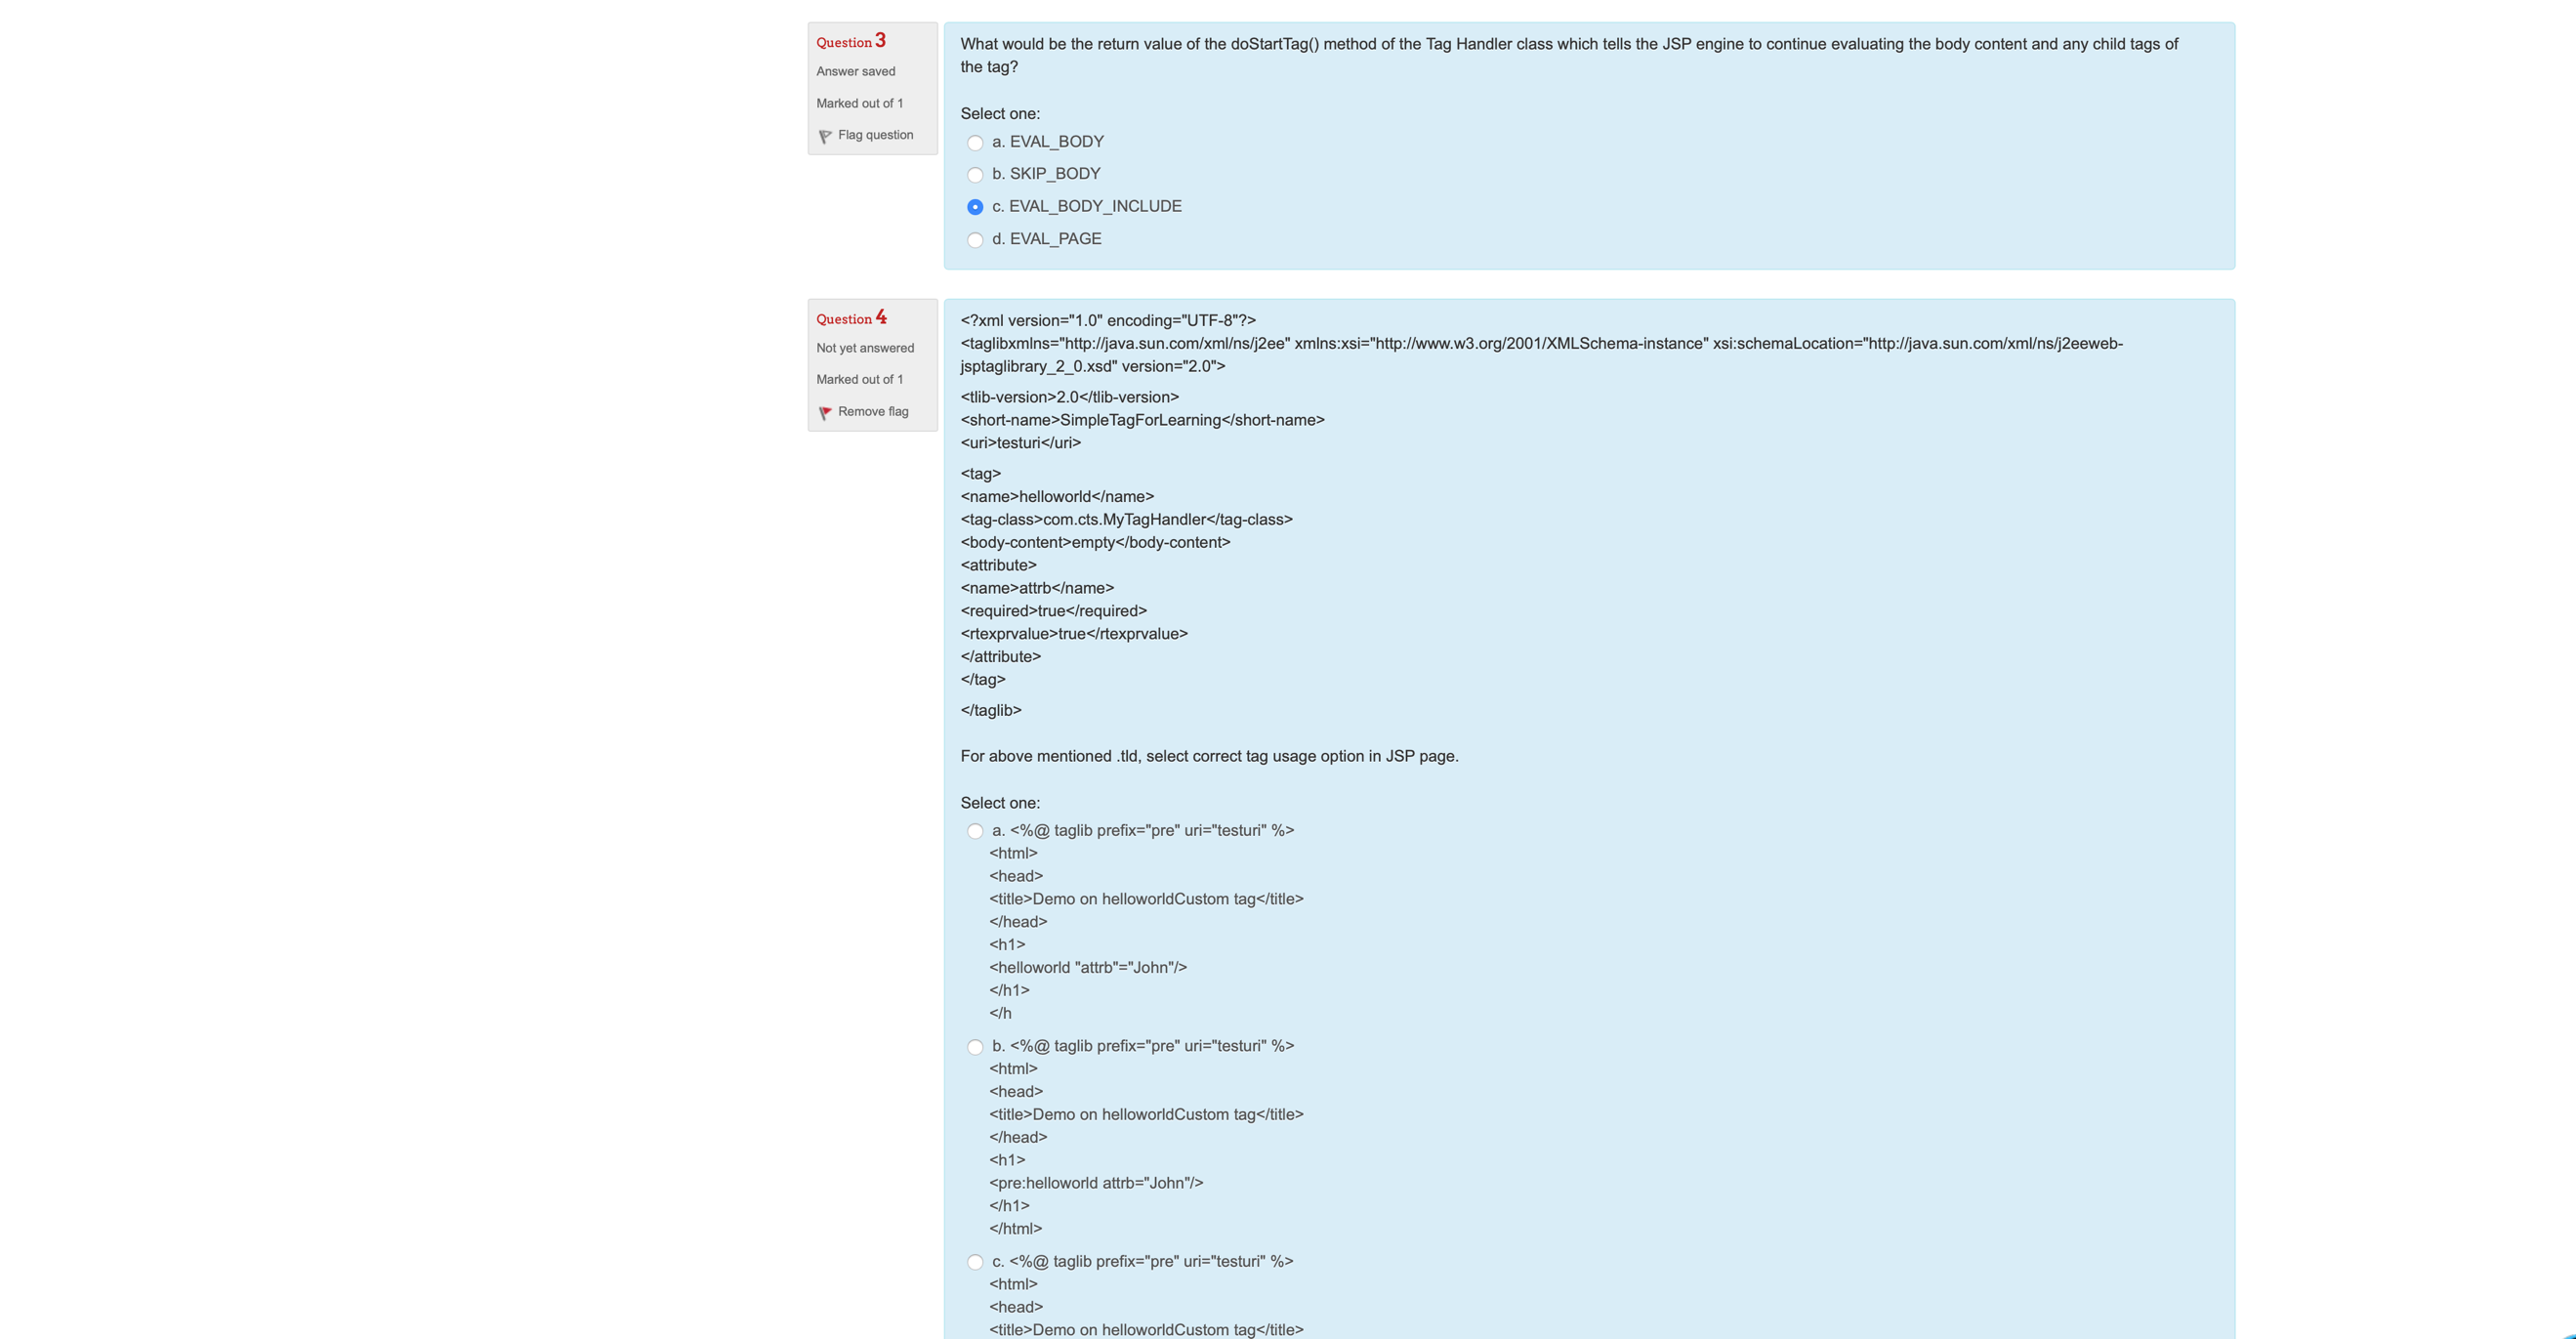 Question 3
Answer saved
Marked out of 1
Flag question
What would be the return value of the doStartTag() method of the Tag Handler class which tells the JSP engine to continue evaluating the body content and any child tags of
the tag?
Select one:
a. EVAL_BODY
b. SKIP_BODY
c. EVAL_BODY_INCLUDE
d. EVAL_PAGE
Question 4
Not yet answered
Marked out of 1
Remove flag
<?xml version="1.0" encoding="UTF-8"?>
<taglibxmlns="http://java.sun.com/xml/ns/j2ee" xmlns:xsi="http://www.w3.org/2001/XMLSchema-instance" xsi:schemaLocation="http://java.sun.com/xml/ns/j2eeweb-
jsptaglibrary_2_0.xsd" version="2.0">
<tlib-version>2.0</tlib-version>
<short-name>SimpleTagForLearning</short-name>
<uri>testuri</uri>
<tag>
<name>helloworld</name>
<tag-class>com.cts.MyTagHandler</tag-class>
<body-content>empty</body-content>
<attribute>
<name>attrb</name>
<required>true</required>
<rtexprvalue>true</rtexprvalue>
</attribute>
</tag>
</taglib>
For above mentioned .tld, select correct tag usage option in JSP page.
Select one:
a. <%@ taglib prefix="pre" uri="testuri" %>
<html>
<head>
<title>Demo on helloworldCustom tag</title>
</head>
<h1>
<helloworld "attrb"="John"/>
</h1>
</h
b. <%@ taglib prefix="pre" uri="testuri" %>
<html>
<head>
<title>Demo on helloworldCustom tag</title>
</head>
<h1>
<pre:helloworld attrb="John"/>
</h1>
</html>
c. <%@ taglib prefix="pre" uri="testuri" %>
<html>
<head>
<title>Demo on helloworldCustom tag</title>